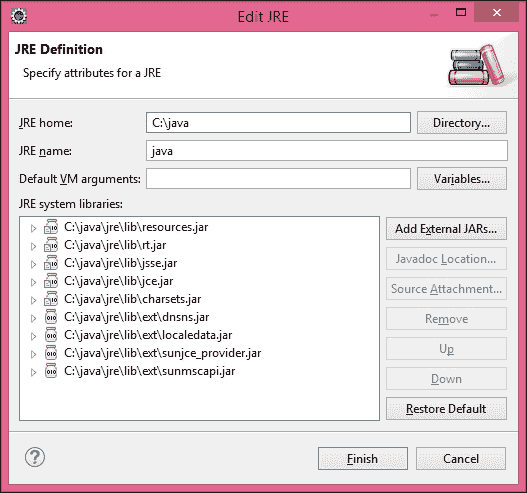 Edit JRE
JRE Definition
Specify attributes for a JRE
JRE home: C:\java Directory...
JRE name: java
Default VM arguments: Variables...
JRE system libraries:
C:\java\jre\lib\resources.jar
C:\java\jre\lib\rt.jar
C:\java\jre\lib\jsse.jar
C:\java\jre\lib\jce.jar
C:\java\jre\lib\charsets.jar
C:\java\jre\lib\ext\dnsns.jar
C:\java\jre\lib\ext\localedata.jar
C:\java\jre\lib\ext\sunjce_provider.jar
C:\java\jre\lib\ext\sunmscapi.jar
Add External JARs...
Javadoc Location...
Source Attachment...
Remove
Up
Down
Restore Default
Finish Cancel